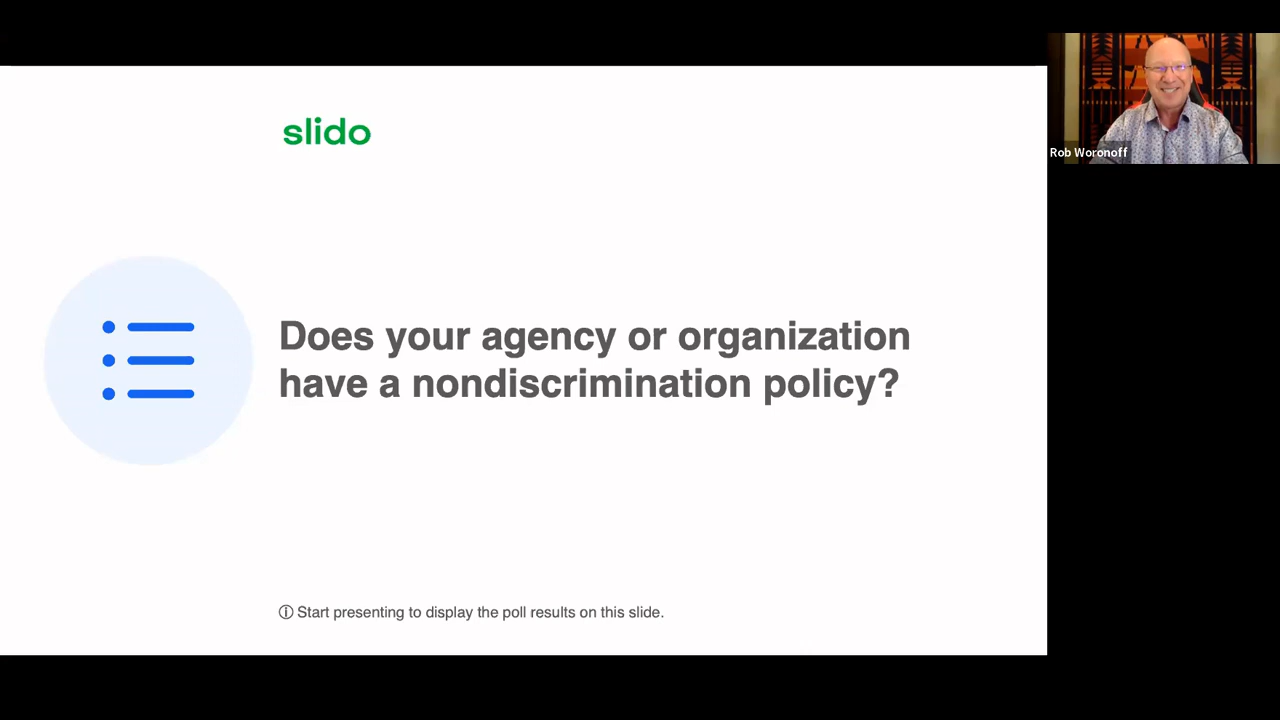 slido
Does your agency or organization
have a nondiscrimination policy?
ⓘ Start presenting to display the poll results on this slide.
Rob Woronoff